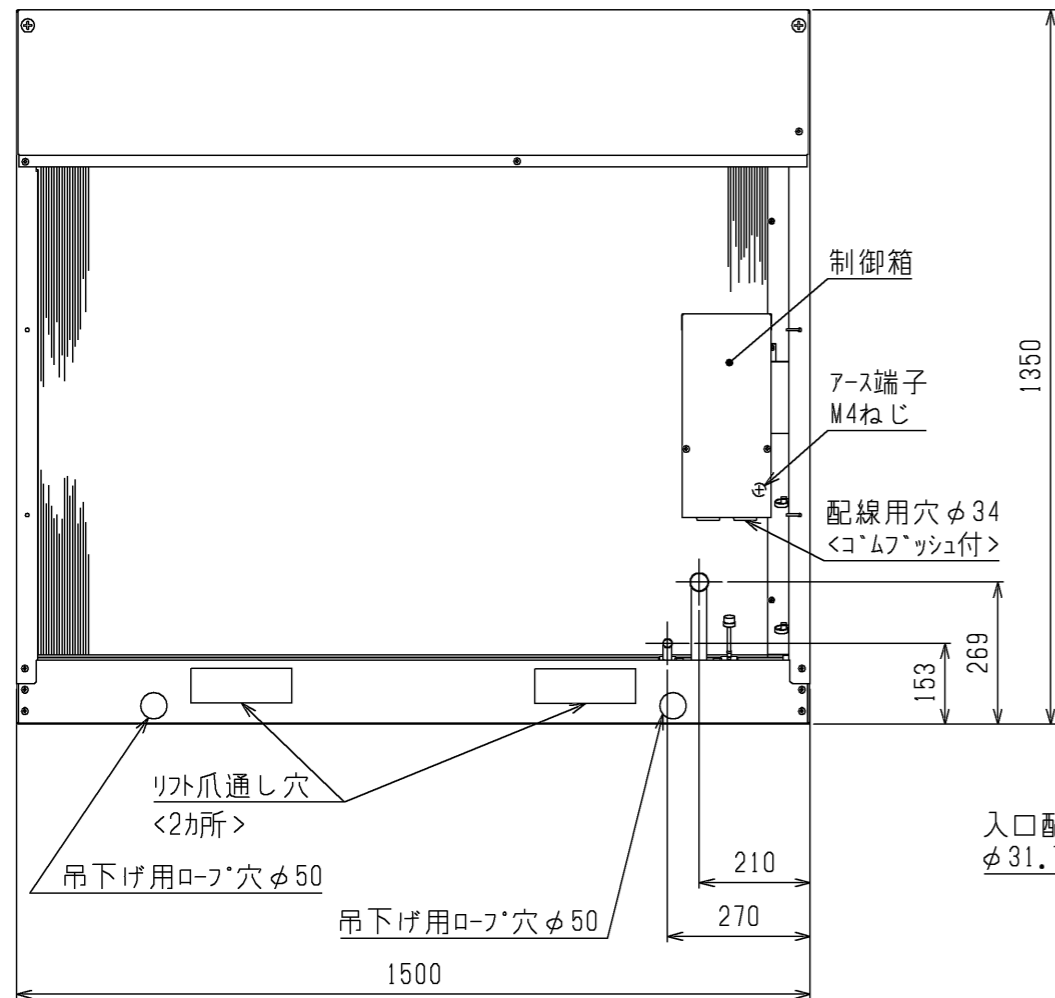 制御箱
アース端子
M4ねじ
1350
配線用穴φ34
<ゴムブッシュ付>
269
153
リフト爪通し穴
<2カ所>
吊下げ用ロープ穴φ50
吊下げ用ロープ穴φ50
210
270
1500
入口配
φ31.